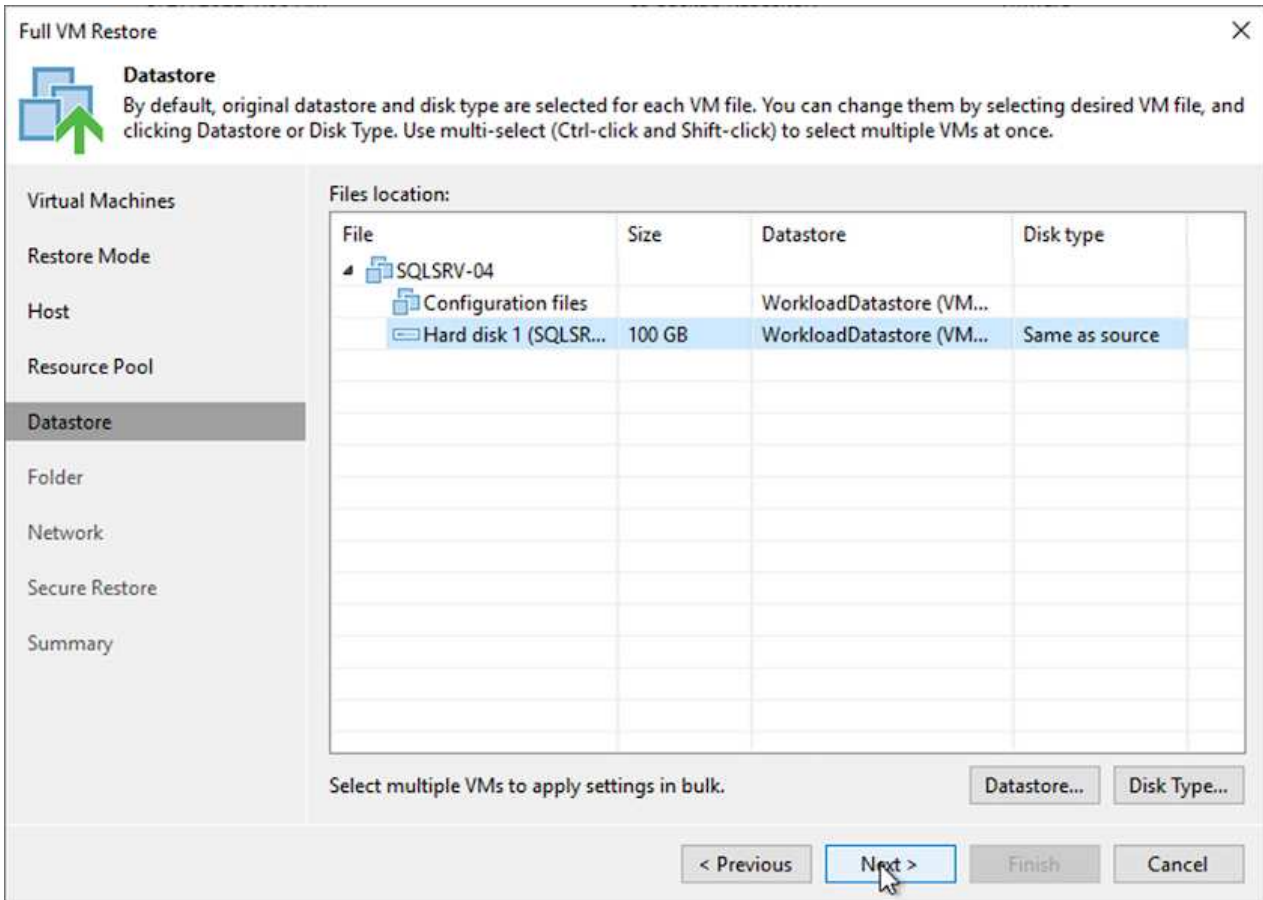 Full VM Restore
Datastore
By default, original datastore and disk type are selected for each VM file. You can change them by selecting desired VM file, and
clicking Datastore or Disk Type. Use multi-select (Ctrl-click and Shift-click) to select multiple VMs at once.
Virtual Machines
Restore Mode
Host
Resource Pool
Datastore
Folder
Network
Secure Restore
Summary
Files location:
File Size Datastore Disk type
SQLSRV-04
Configuration files WorkloadDatastore (VM...
Hard disk 1 (SQLSR... 100 GB WorkloadDatastore (VM... Same as source
Select multiple VMs to apply settings in bulk.
Datastore... Disk Type...
< Previous Next > Finish Cancel